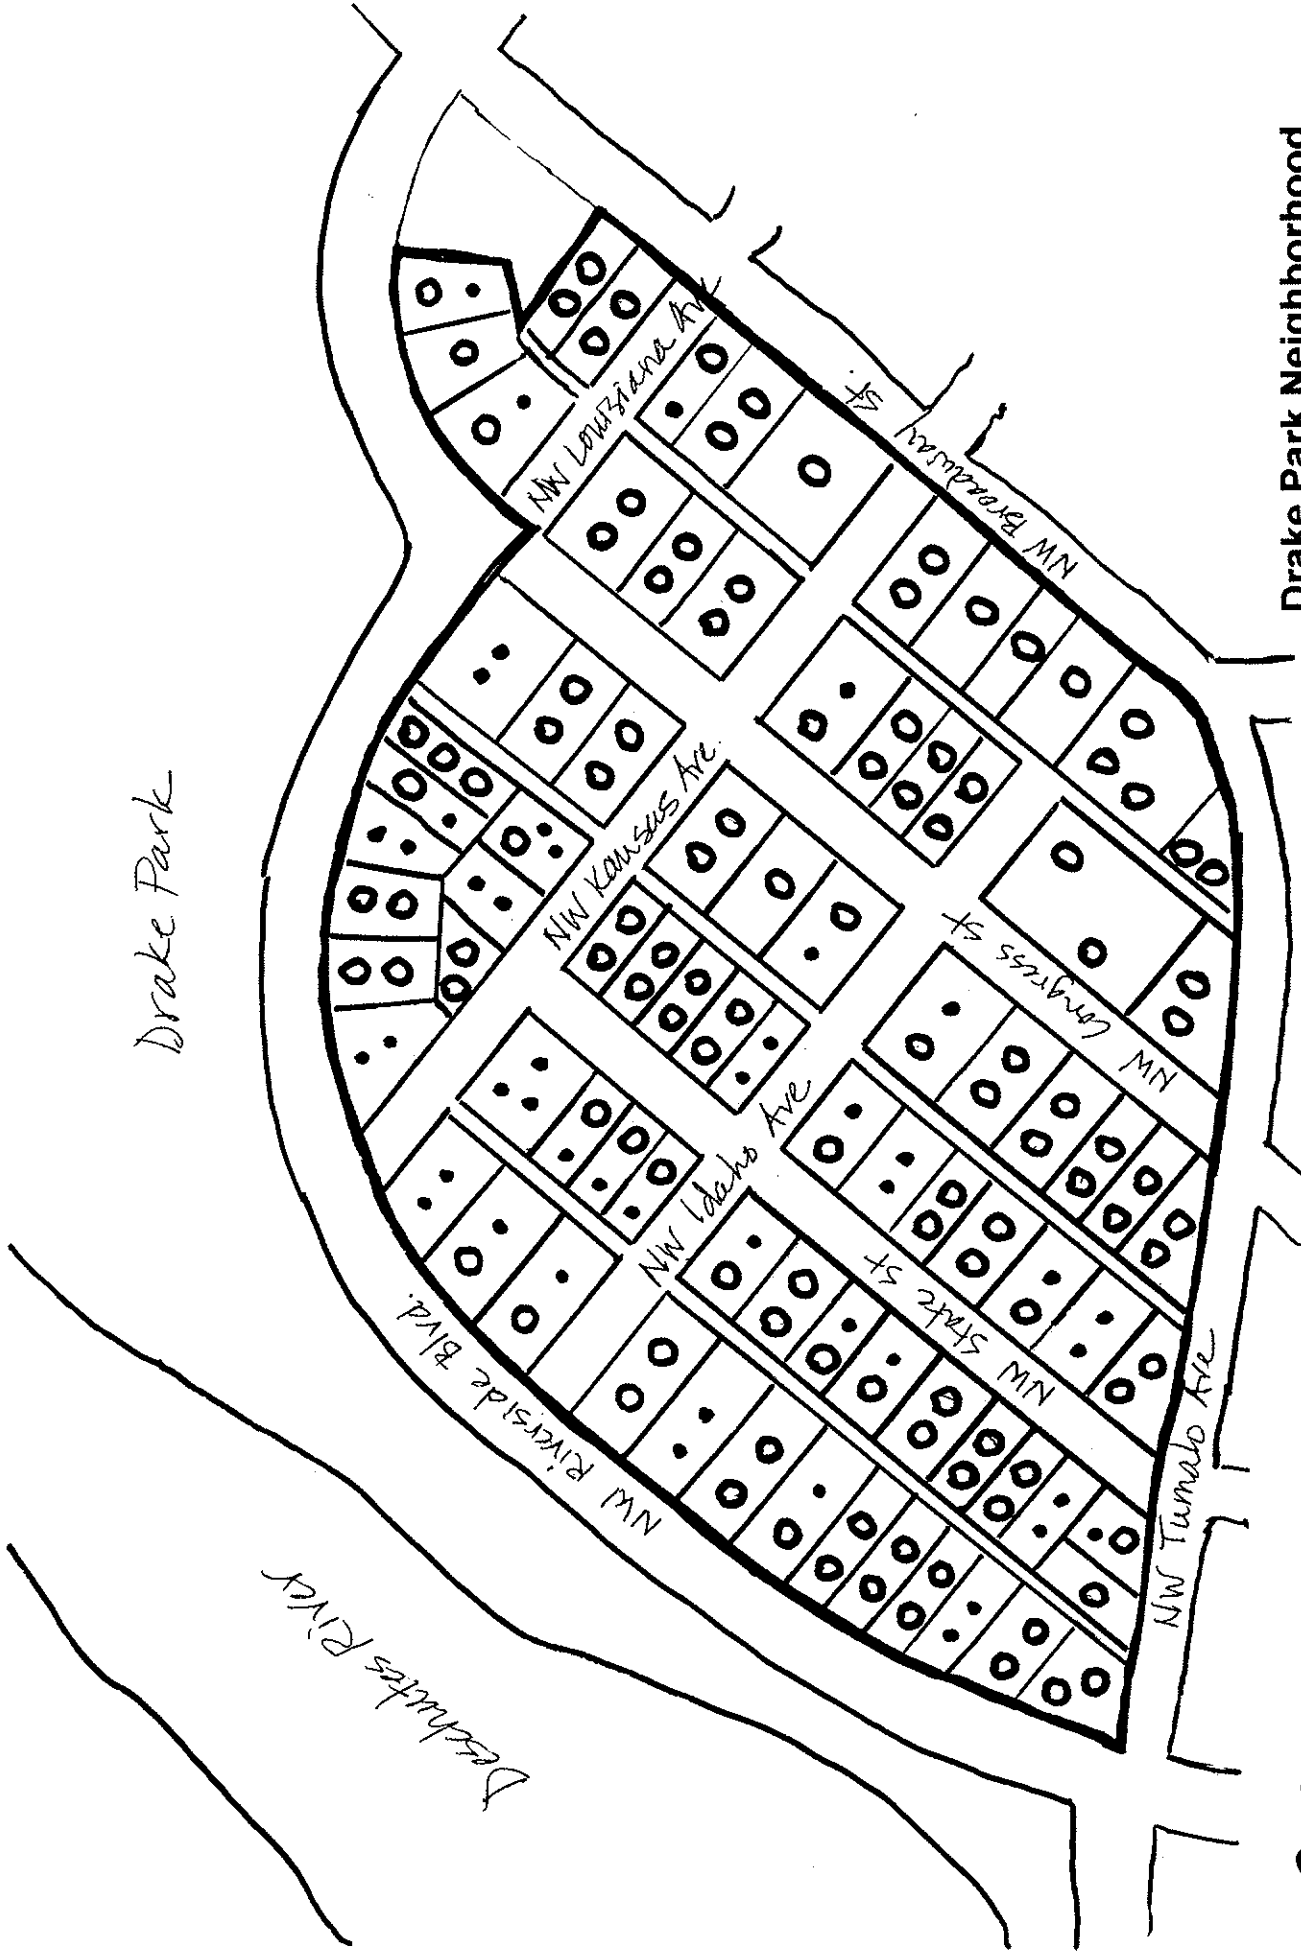 Drake Park
Deschutes River
NW Riverside Blvd.
NW Louisiana Ave
NW Kansas Ave.
NW Idaho Ave
NW Broadway St.
NW Congress St
NW State St
NW Tumalo Ave
Drake Park Neighborhood